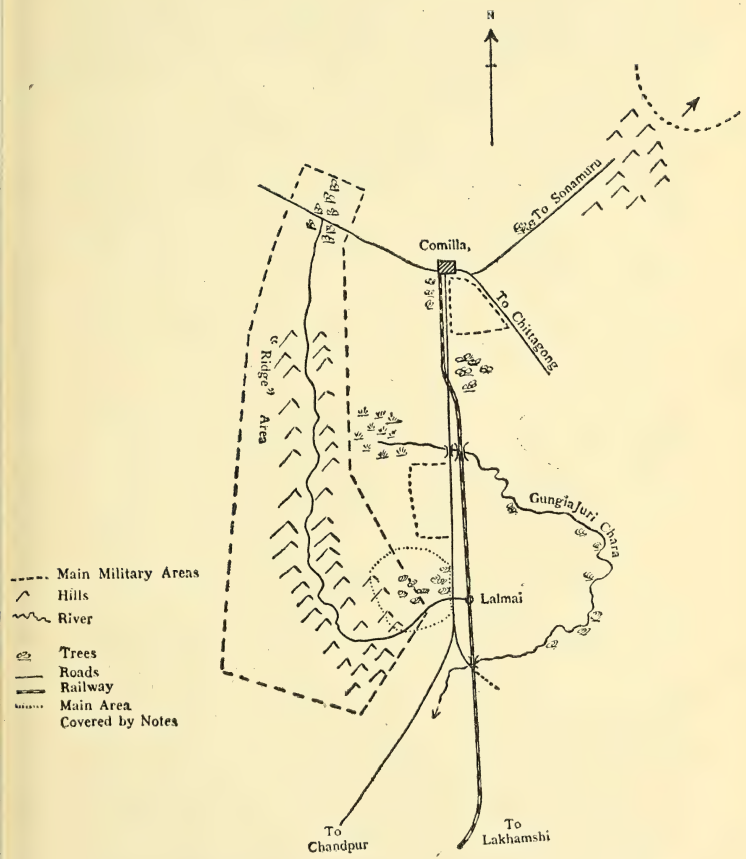 N
To Sonamuru
Comilla,
To Chittagong
"Ridge" Area
Gungiajuri Chara
Main Military Areas
Hills
River
Lalmai
Trees
Roads
Railway
Main Area
Covered by Notes
To
Chandpur
To
Lakhamshi